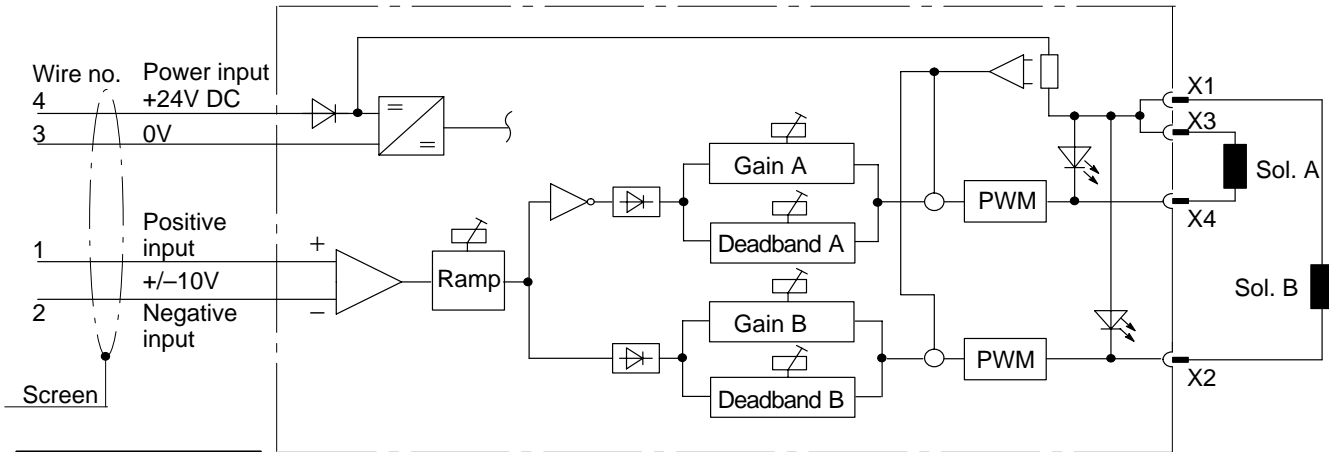 Wire no.
Power input
4
+24V DC
3
0V
1
Positive
input
+/–10V
2
Negative
input
Screen
+
–
Ramp
Gain A
Deadband A
Gain B
Deadband B
PWM
PWM
X1
X3
X4
X2
Sol. A
Sol. B